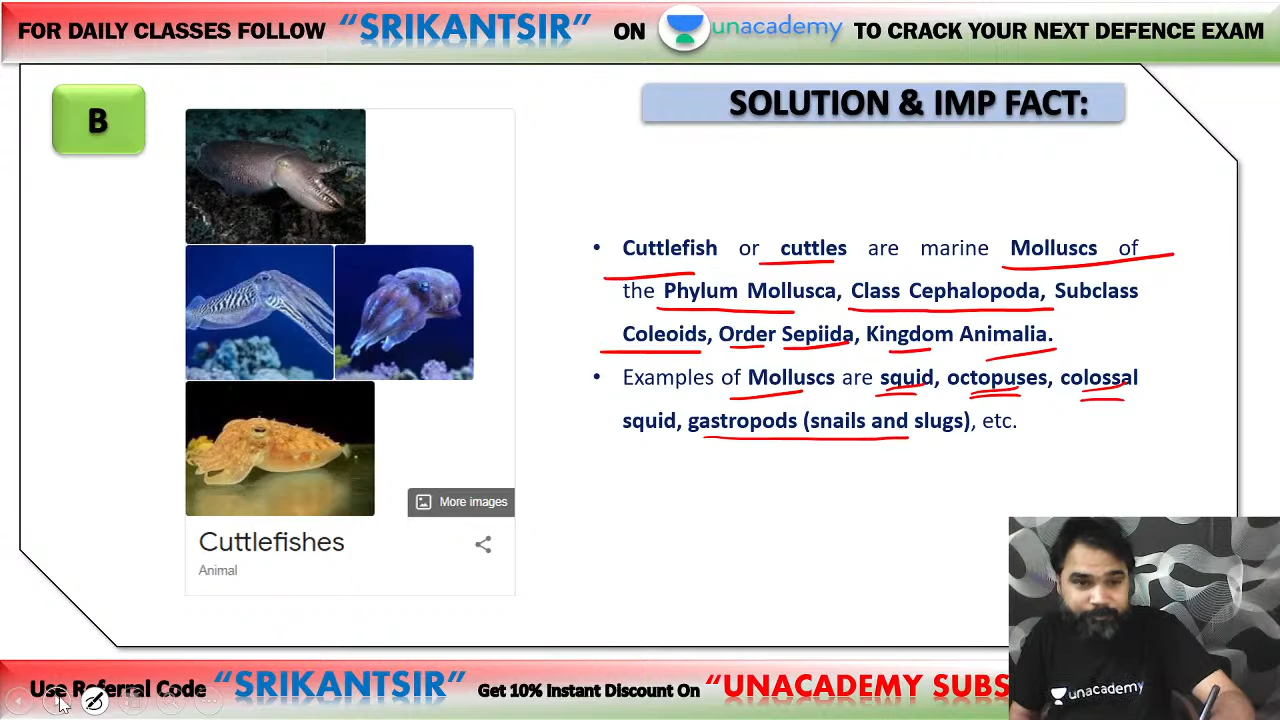 FOR DAILY CLASSES FOLLOW “SRIKANTSIR” ON unacademy TO CRACK YOUR NEXT DEFENCE EXAM
B
SOLUTION & IMP FACT:
• Cuttlefish or cuttles are marine Molluscs of
the Phylum Mollusca, Class Cephalopoda, Subclass
Coleoids, Order Sepiida, Kingdom Animalia.
• Examples of Molluscs are squid, octopuses, colossal
squid, gastropods (snails and slugs), etc.
More images
Cuttlefishes
Animal
unacademy
Use Referral Code “SRIKANTSIR” Get 10% Instant Discount On “UNACADEMY SUBS